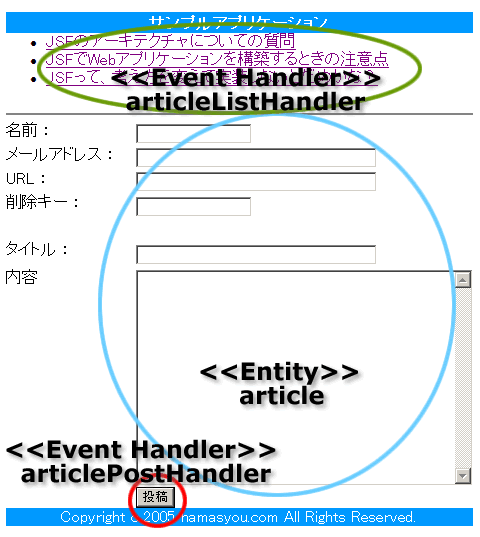 サンプルアプリケーション
JSFのアーキテクチャについての質問
JSFでWebアプリケーションを構築するときの注意点
JSFって、
<<Event Handler>>
articleListHandler
名前：
メールアドレス：
URL：
削除キー：
タイトル：
内容
<<Entity>>
article
<<Event Handler>>
articlePostHandler
投稿
Copyright c 2005 hamasyou.com All Rights Reserved.